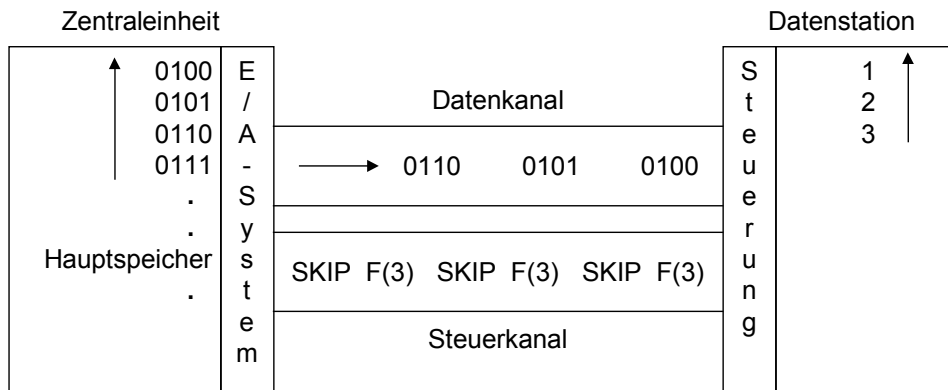 Zentraleinheit
Datenstation
0100
0101
0110
0111
.
.
Hauptspeicher
.
E/A-System
Datenkanal
0110 0101 0100
SKIP F(3) SKIP F(3) SKIP F(3)
Steuerkanal
Steuerung
1
2
3